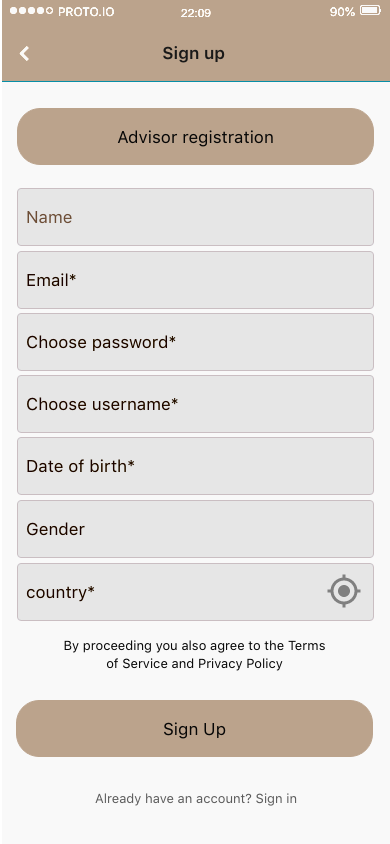 PROTO.IO 22:09 90%
Sign up
Advisor registration
Name
Email*
Choose password*
Choose username*
Date of birth*
Gender
country*
By proceeding you also agree to the Terms
of Service and Privacy Policy
Sign Up
Already have an account? Sign in